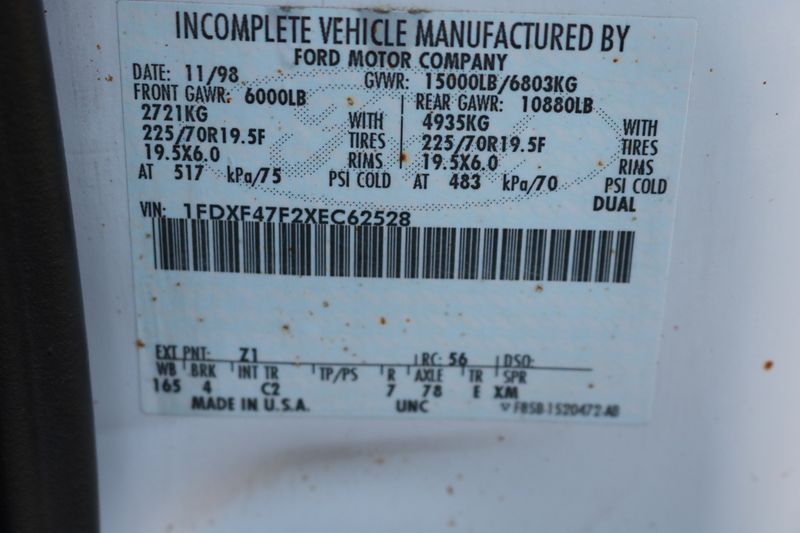 INCOMPLETE VEHICLE MANUFACTURED BY
FORD MOTOR COMPANY
DATE: 11/98 GVWR: 15000LB/6803KG
FRONT GAWR: 6000LB REAR GAWR: 10880LB
2721KG WITH 4935KG WITH
225/70R19.5F TIRES 225/70R19.5F TIRES
19.5X6.0 RIMS 19.5X6.0 RIMS
AT 517 kPa/75 PSI COLD AT 483 kPa/70 PSI COLD
DUAL
VIN: 1FDXF47F2XEC62528
EXT PNT: Z1 RC: 56 DSO:
WB BRK INT TR TP/PS R AXLE TR SPR
165 4 C2 7 78 E XM
MADE IN U.S.A. UNC F85B-1520472-AB